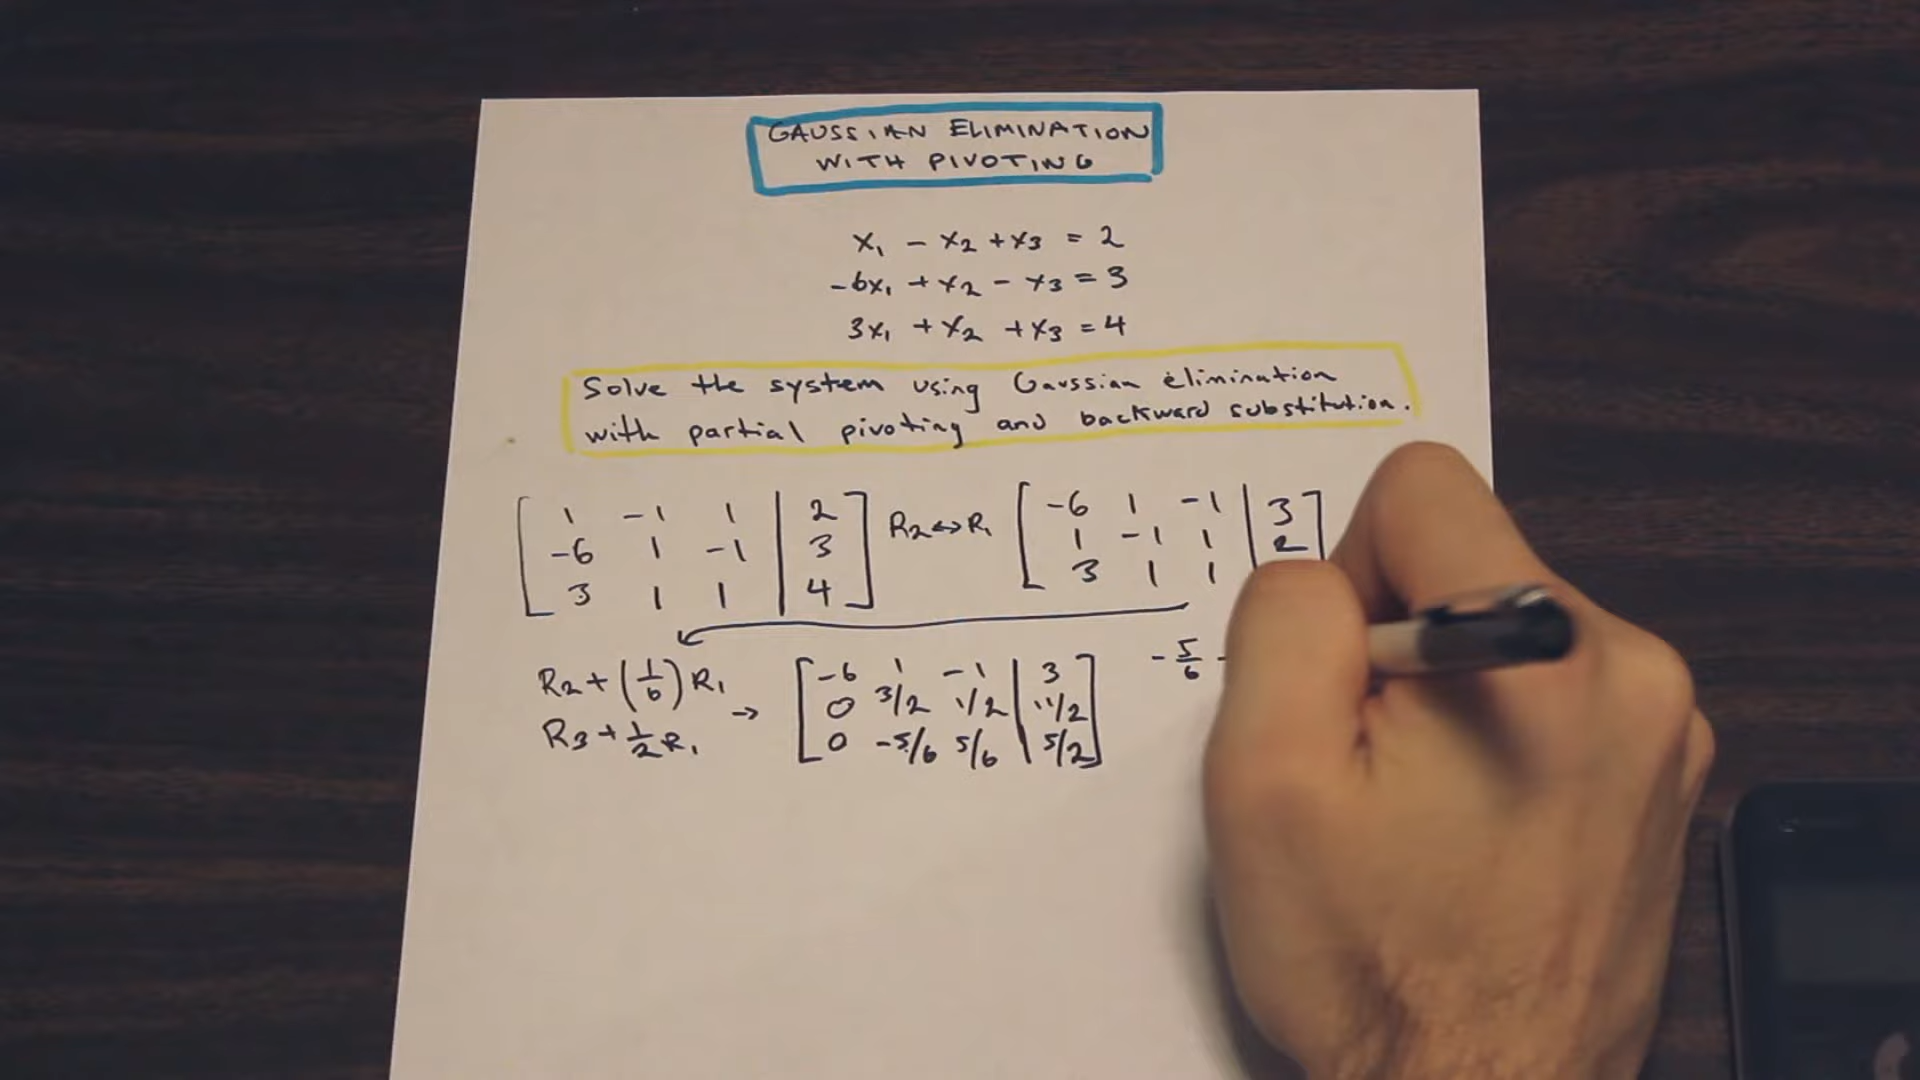 GAUSSIAN ELIMINATION
WITH PIVOTING
x₁ - x₂ + x₃ = 2
-6x₁ + x₂ - x₃ = 3
3x₁ + x₂ + x₃ = 4
Solve the system using Gaussian elimination
with partial pivoting and backward substitution.
[ 1 -1 1 | 2 ] R₂↔R₁ [ -6 1 -1 | 3 ]
[ -6 1 -1 | 3 ] [ 1 -1 1 | 2 ]
[ 3 1 1 | 4 ] [ 3 1 1
R₂ + (1/6) R₁ → [ -6 1 -1 | 3 ] -5/6 -
R₃ + 1/2 R₁ [ 0 3/2 1/2 | 11/2 ]
[ 0 -5/6 5/6 | 5/2 ]